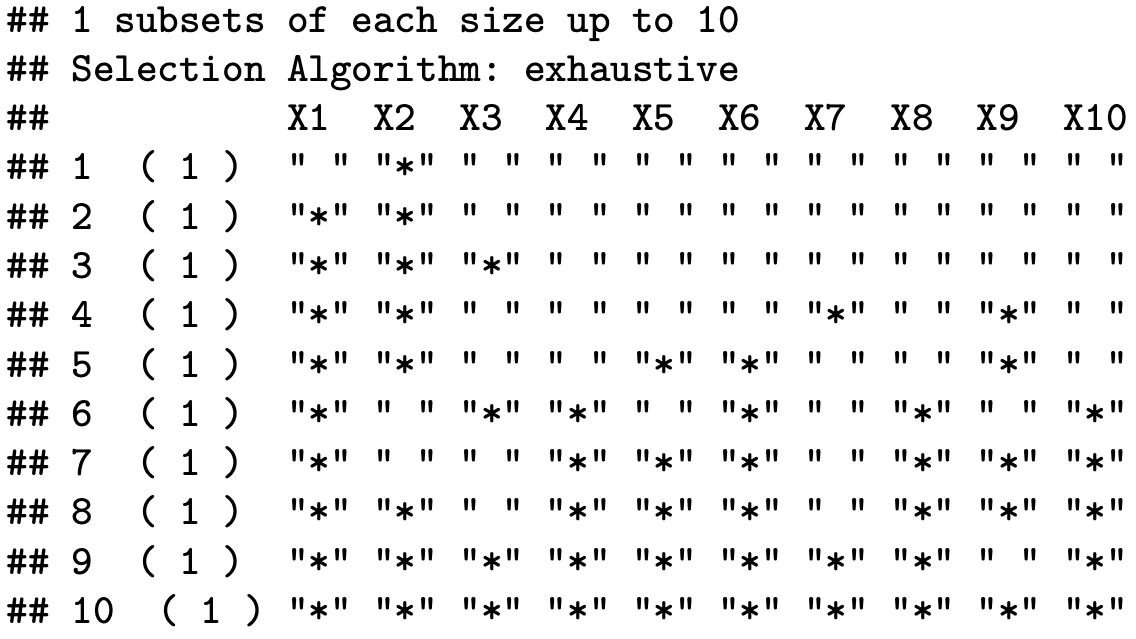 ## 1 subsets of each size up to 10
## Selection Algorithm: exhaustive
##           X1  X2  X3  X4  X5  X6  X7  X8  X9  X10
## 1  ( 1 )  " " "*" " " " " " " " " " " " " " " " "
## 2  ( 1 )  "*" "*" " " " " " " " " " " " " " " " "
## 3  ( 1 )  "*" "*" "*" " " " " " " " " " " " " " "
## 4  ( 1 )  "*" "*" " " " " " " " " "*" " " "*" " "
## 5  ( 1 )  "*" "*" " " " " "*" "*" " " " " "*" " "
## 6  ( 1 )  "*" " " "*" "*" " " "*" " " "*" " " "*"
## 7  ( 1 )  "*" " " " " "*" "*" "*" " " "*" "*" "*"
## 8  ( 1 )  "*" "*" " " "*" "*" "*" " " "*" "*" "*"
## 9  ( 1 )  "*" "*" "*" "*" "*" "*" "*" "*" " " "*"
## 10  ( 1 ) "*" "*" "*" "*" "*" "*" "*" "*" "*" "*"